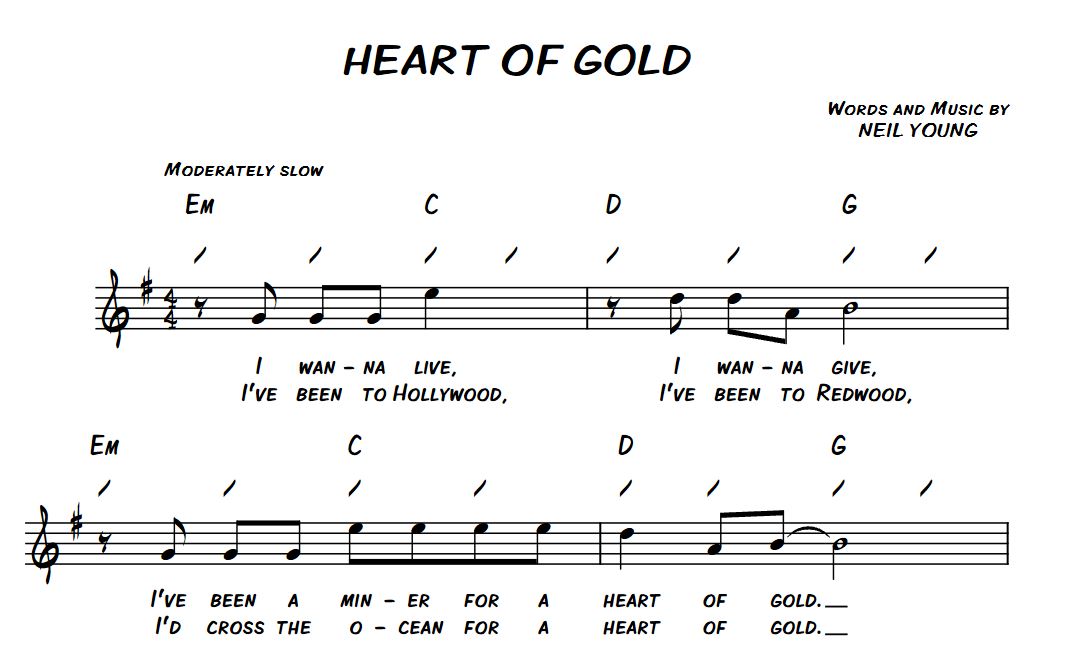 HEART OF GOLD
WORDS AND MUSIC BY
NEIL YOUNG
MODERATELY SLOW
EM C D G
4
4
I WAN - NA LIVE, I WAN - NA GIVE,
I'VE BEEN TO HOLLYWOOD, I'VE BEEN TO REDWOOD,
EM C D G
I'VE BEEN A MIN - ER FOR A HEART OF GOLD.__
I'D CROSS THE O - CEAN FOR A HEART OF GOLD.__